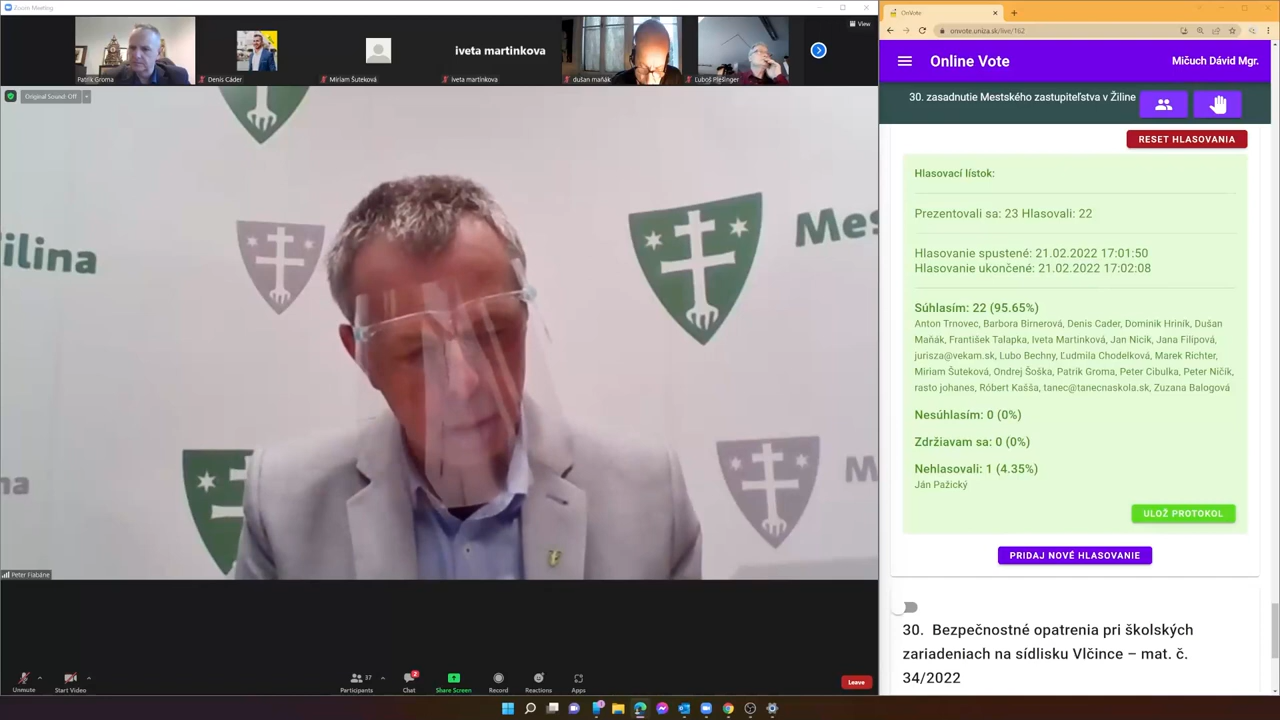 Zoom Meeting
View
Patrik Groma
Denis Cáder
Miriam Šuteková
iveta martinkova
iveta martinkova
dušan maňák
Ľuboš Plešinger
Original Sound: Off
ilina
Mes
na
M
Peter Fiabáne
Unmute
Start Video
37
Participants
2
Chat
Share Screen
Record
Reactions
Apps
Leave
OnVote
onvote.uniza.sk/live/162
Online Vote
Mičuch Dávid Mgr.
30. zasadnutie Mestského zastupiteľstva v Žiline
RESET HLASOVANIA
Hlasovací lístok:
Prezentovali sa: 23 Hlasovali: 22
Hlasovanie spustené: 21.02.2022 17:01:50
Hlasovanie ukončené: 21.02.2022 17:02:08
Súhlasím: 22 (95.65%)
Anton Trnovec, Barbora Birnerová, Denis Cader, Dominik Hriník, Dušan
Maňák, František Talapka, Iveta Martinková, Jan Nicik, Jana Filipová,
jurisza@vekam.sk, Lubo Bechny, Ľudmila Chodelková, Marek Richter,
Miriam Šuteková, Ondrej Šoška, Patrik Groma, Peter Cibulka, Peter Ničík,
rasto johanes, Róbert Kašša, tanec@tanecnaskola.sk, Zuzana Balogová
Nesúhlasím: 0 (0%)
Zdržiavam sa: 0 (0%)
Nehlasovali: 1 (4.35%)
Ján Pažický
ULOŽ PROTOKOL
PRIDAJ NOVÉ HLASOVANIE
30. Bezpečnostné opatrenia pri školských
zariadeniach na sídlisku Vlčince – mat. č.
34/2022